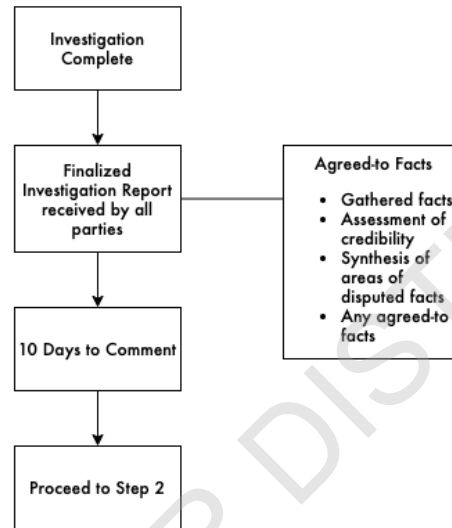 Investigation
Complete
Finalized
Investigation Report
received by all
parties
Agreed-to Facts
• Gathered facts
• Assessment of
credibility
• Synthesis of
areas of
disputed facts
• Any agreed-to
facts
10 Days to Comment
Proceed to Step 2